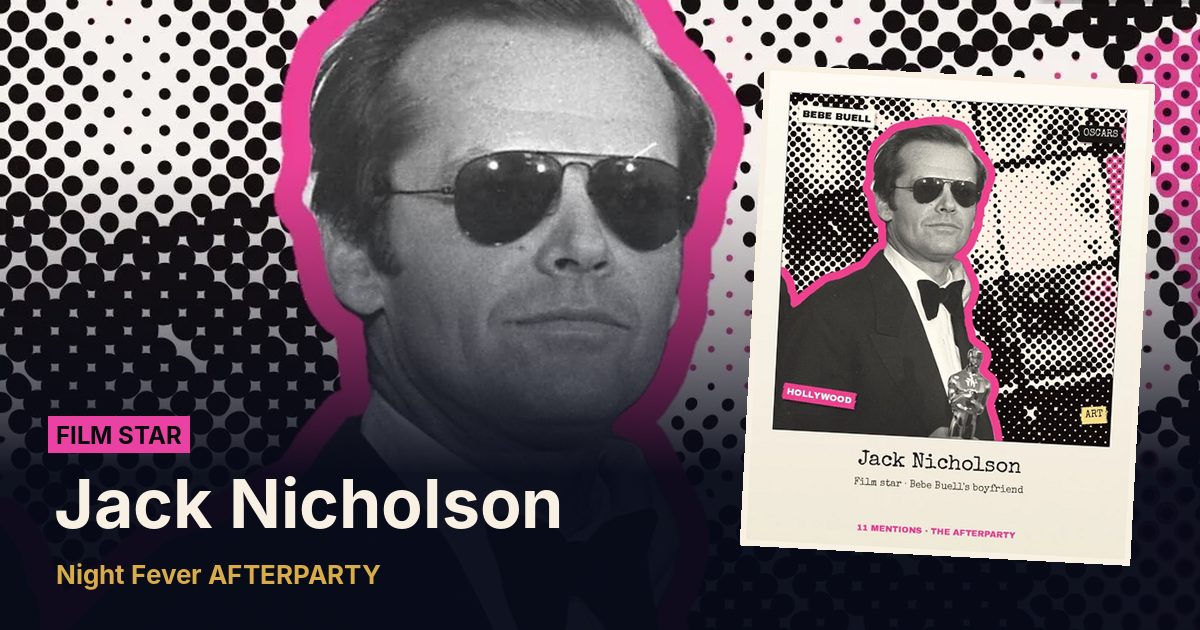 FILM STAR
Jack Nicholson
Night Fever AFTERPARTY
BEBE BUELL
OSCARS
HOLLYWOOD
ART
Jack Nicholson
Film star · Bebe Buell's boyfriend
11 MENTIONS · THE AFTERPARTY